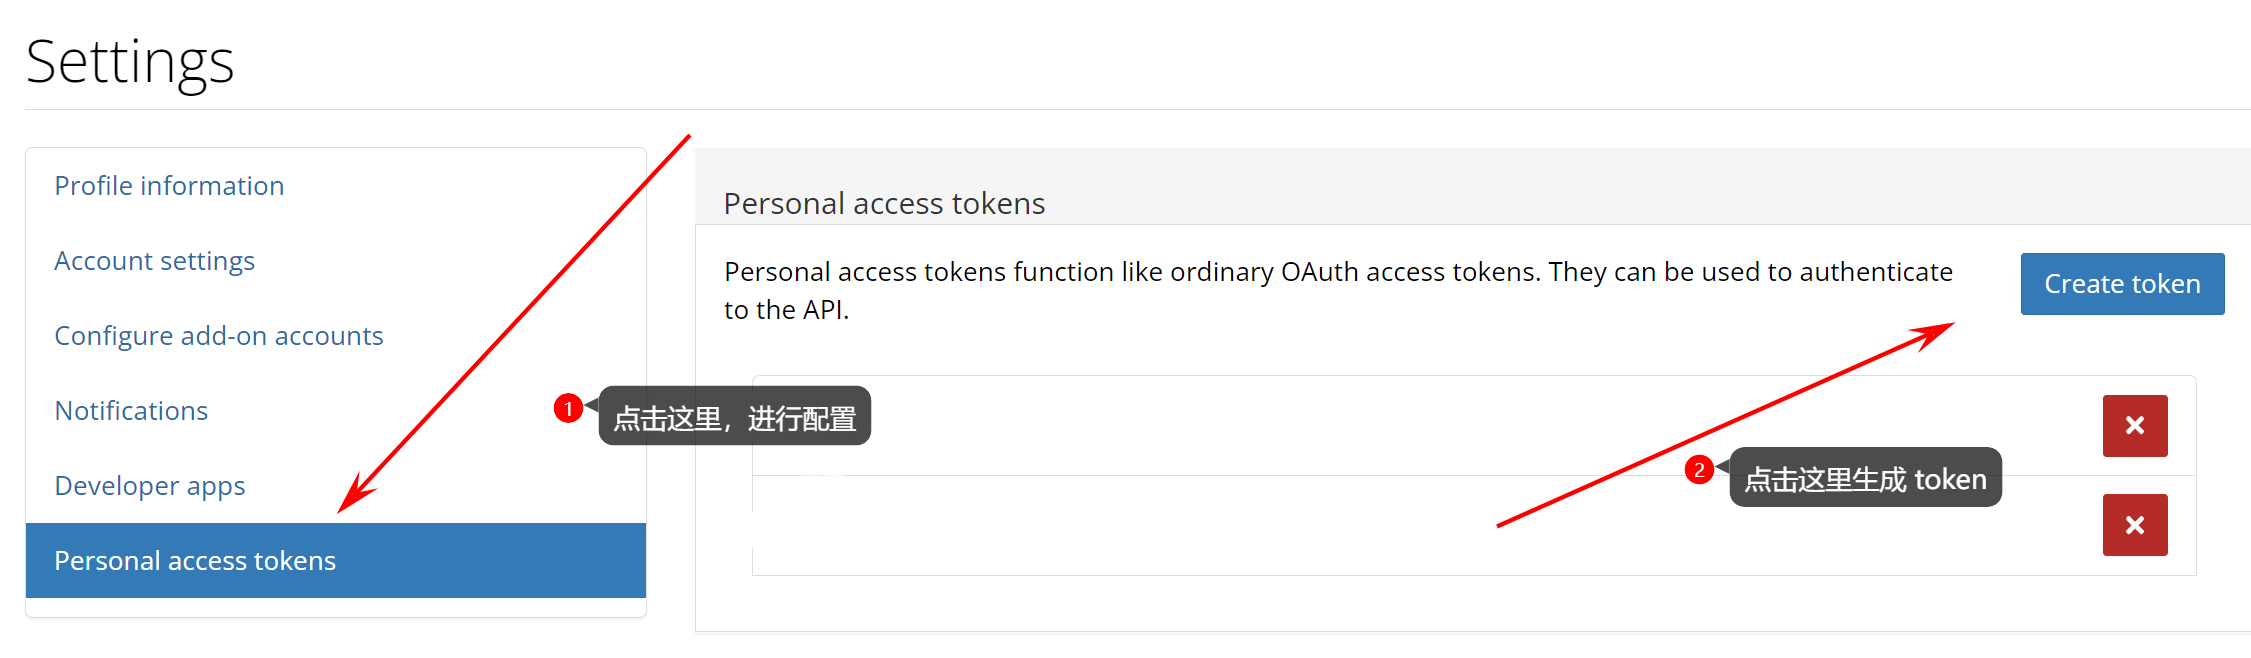 Settings
Profile information
Account settings
Configure add-on accounts
Notifications
Developer apps
Personal access tokens
Personal access tokens
Personal access tokens function like ordinary OAuth access tokens. They can be used to authenticate
to the API.
Create token
1
点击这里，进行配置
2
点击这里生成 token